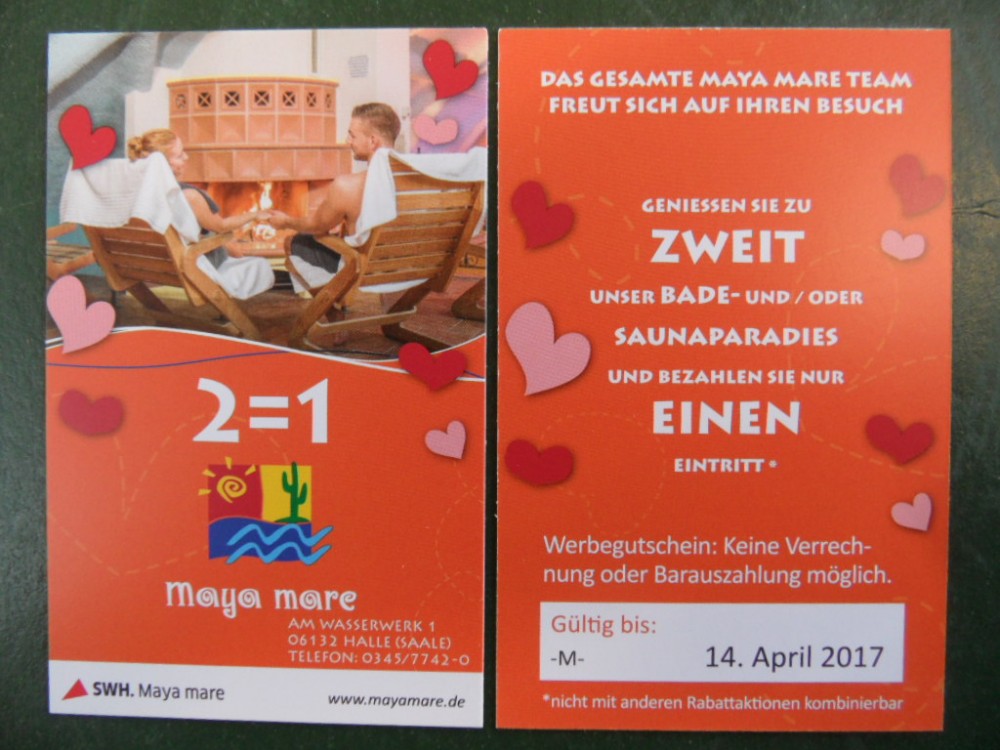 2=1
Maya mare
AM WASSERWERK 1
06132 HALLE (SAALE)
TELEFON: 0345/7742-0
SWH. Maya mare
www.mayamare.de
DAS GESAMTE MAYA MARE TEAM
FREUT SICH AUF IHREN BESUCH
GENIESSEN SIE ZU
ZWEIT
UNSER BADE- UND / ODER
SAUNAPARADIES
UND BEZAHLEN SIE NUR
EINEN
EINTRITT *
Werbegutschein: Keine Verrech-
nung oder Barauszahlung möglich.
Gültig bis:
-M- 14. April 2017
*nicht mit anderen Rabattaktionen kombinierbar